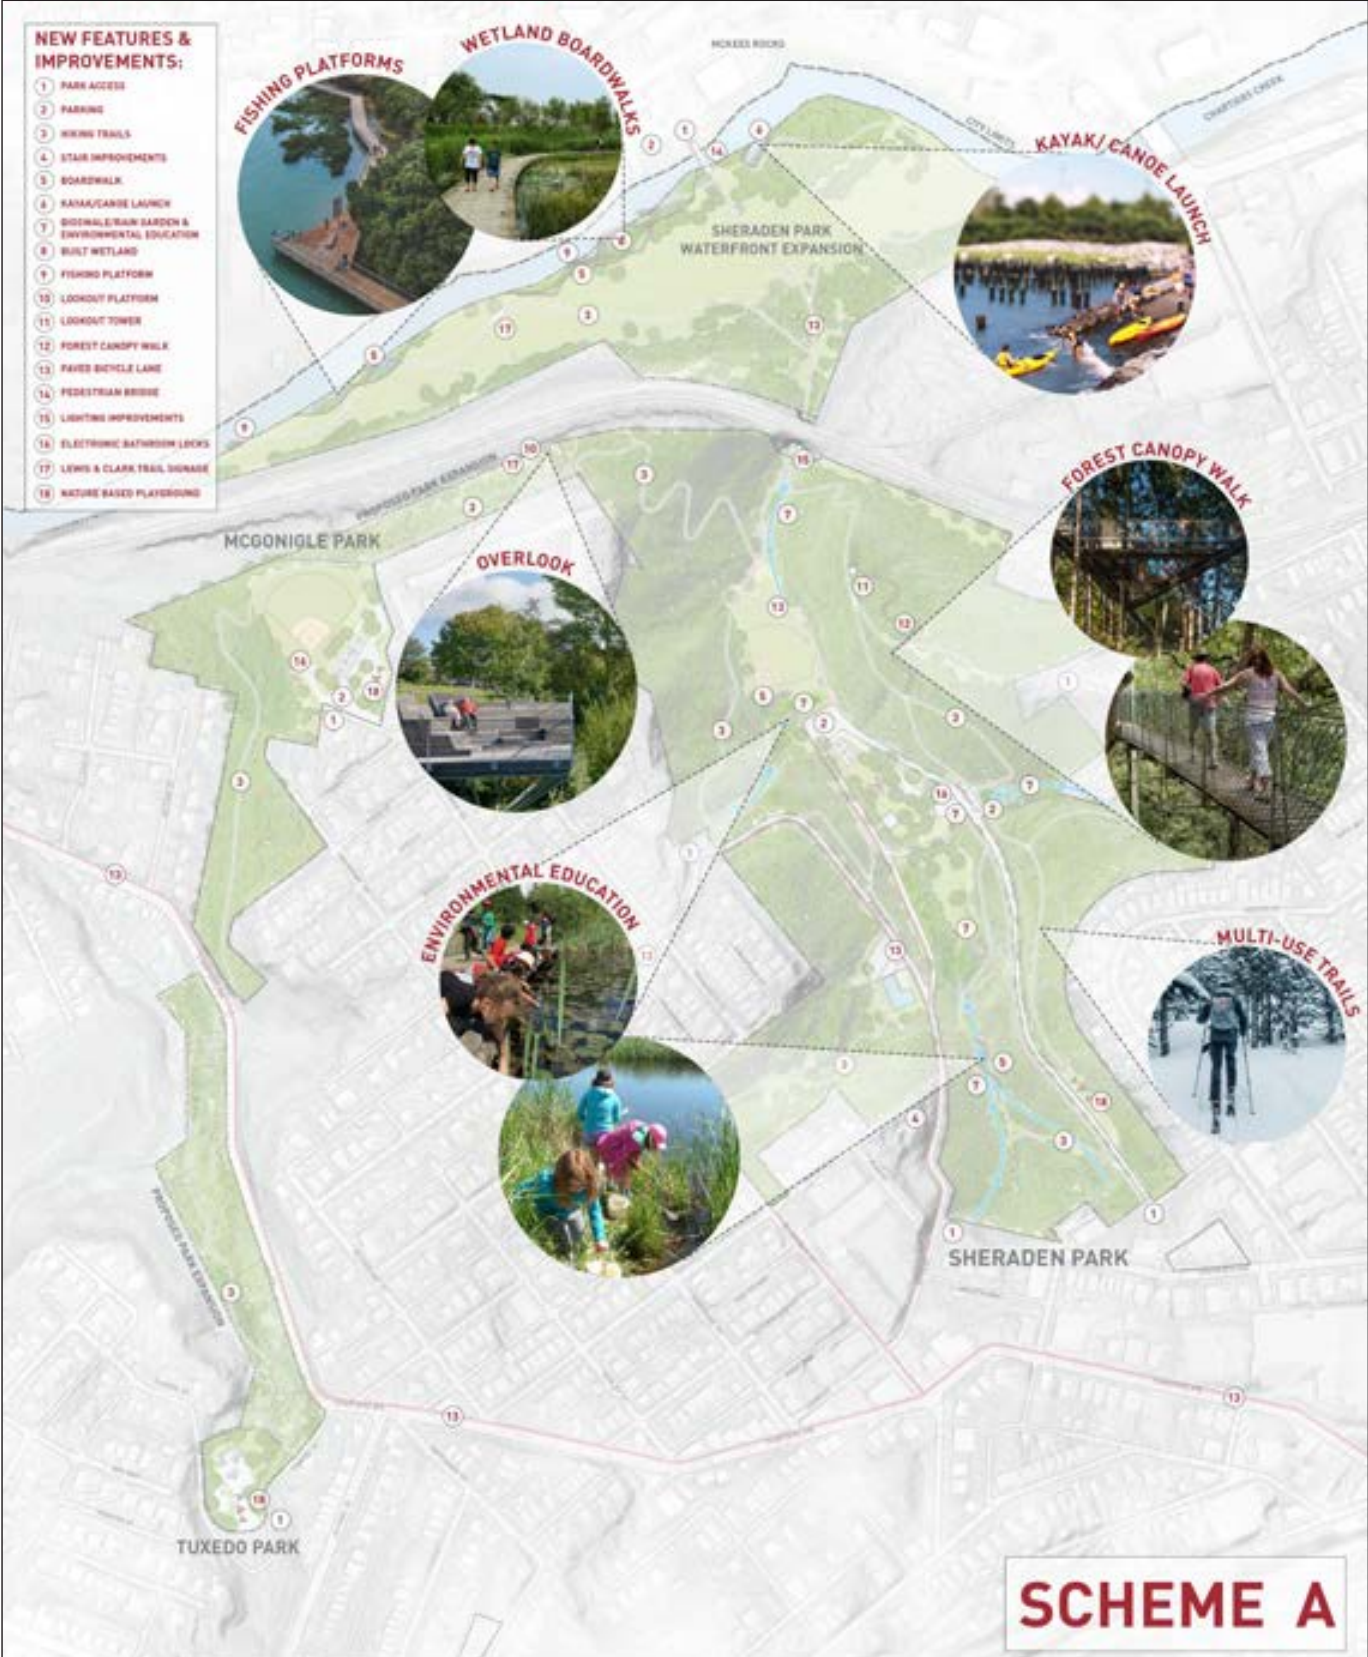 NEW FEATURES &
IMPROVEMENTS:
1 PARK ACCESS
2 PARKING
3 HIKING TRAILS
4 STAIR IMPROVEMENTS
5 BOARDWALK
6 KAYAK/CANOE LAUNCH
7 BIOSWALE/RAIN GARDEN &
ENVIRONMENTAL EDUCATION
8 BUILT WETLAND
9 FISHING PLATFORM
10 LOOKOUT PLATFORM
11 LOOKOUT TOWER
12 FOREST CANOPY WALK
13 PAVED BICYCLE LANE
14 PEDESTRIAN BRIDGE
15 LIGHTING IMPROVEMENTS
16 ELECTRONIC BATHROOM LOCKS
17 LEWIS & CLARK TRAIL SIGNAGE
18 NATURE BASED PLAYGROUND
FISHING PLATFORMS
WETLAND BOARDWALKS
MCKEES ROCKS
CITY LIMITS
CHARTIERS CREEK
KAYAK/ CANOE LAUNCH
SHERADEN PARK
WATERFRONT EXPANSION
PROPOSED PARK EXPANSION
MCGONIGLE PARK
OVERLOOK
FOREST CANOPY WALK
ENVIRONMENTAL EDUCATION
MULTI-USE TRAILS
SHERADEN PARK
PROPOSED PARK EXPANSION
TUXEDO PARK
SCHEME A